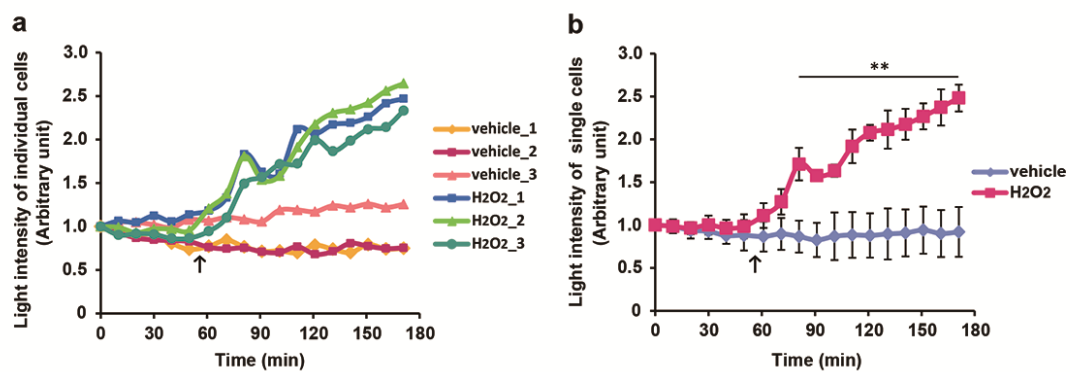 a
Light intensity of individual cells
(Arbitrary unit)
3.0
2.5
2.0
1.5
1.0
0.5
0
0 30 60 90 120 150 180
Time (min)
vehicle_1
vehicle_2
vehicle_3
H2O2_1
H2O2_2
H2O2_3
b
Light intensity of single cells
(Arbitrary unit)
3.0
2.5
2.0
1.5
1.0
0.5
0
**
0 30 60 90 120 150 180
Time (min)
vehicle
H2O2